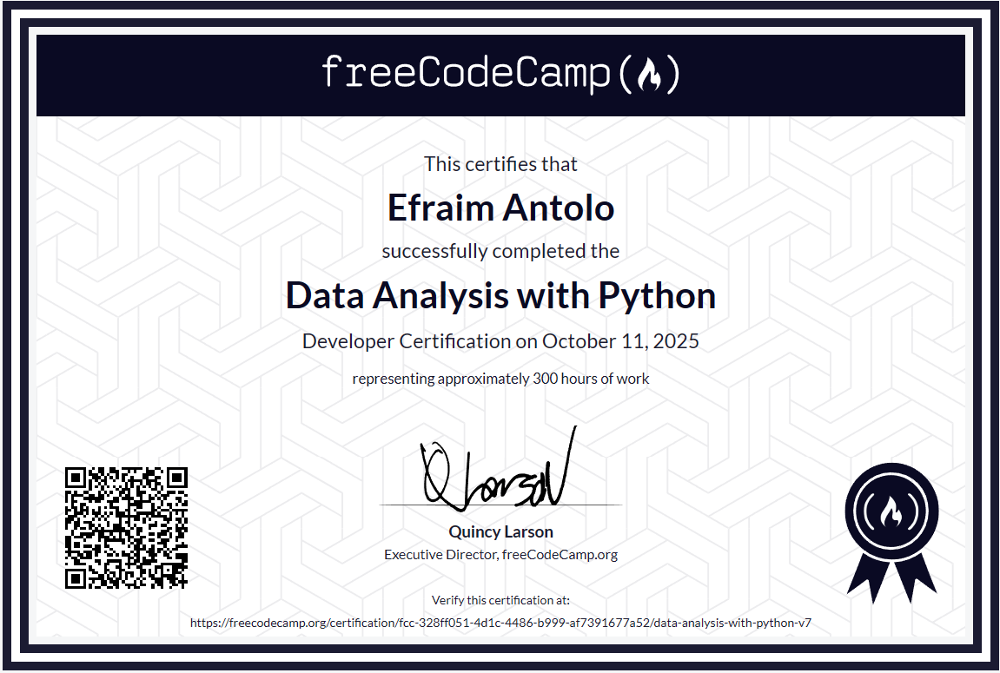 freeCodeCamp
This certifies that
Efraim Antolo
successfully completed the
Data Analysis with Python
Developer Certification on October 11, 2025
representing approximately 300 hours of work
Quincy Larson
Executive Director, freeCodeCamp.org
Verify this certification at:
https://freecodecamp.org/certification/fcc-328ff051-4d1c-4486-b999-af7391677a52/data-analysis-with-python-v7